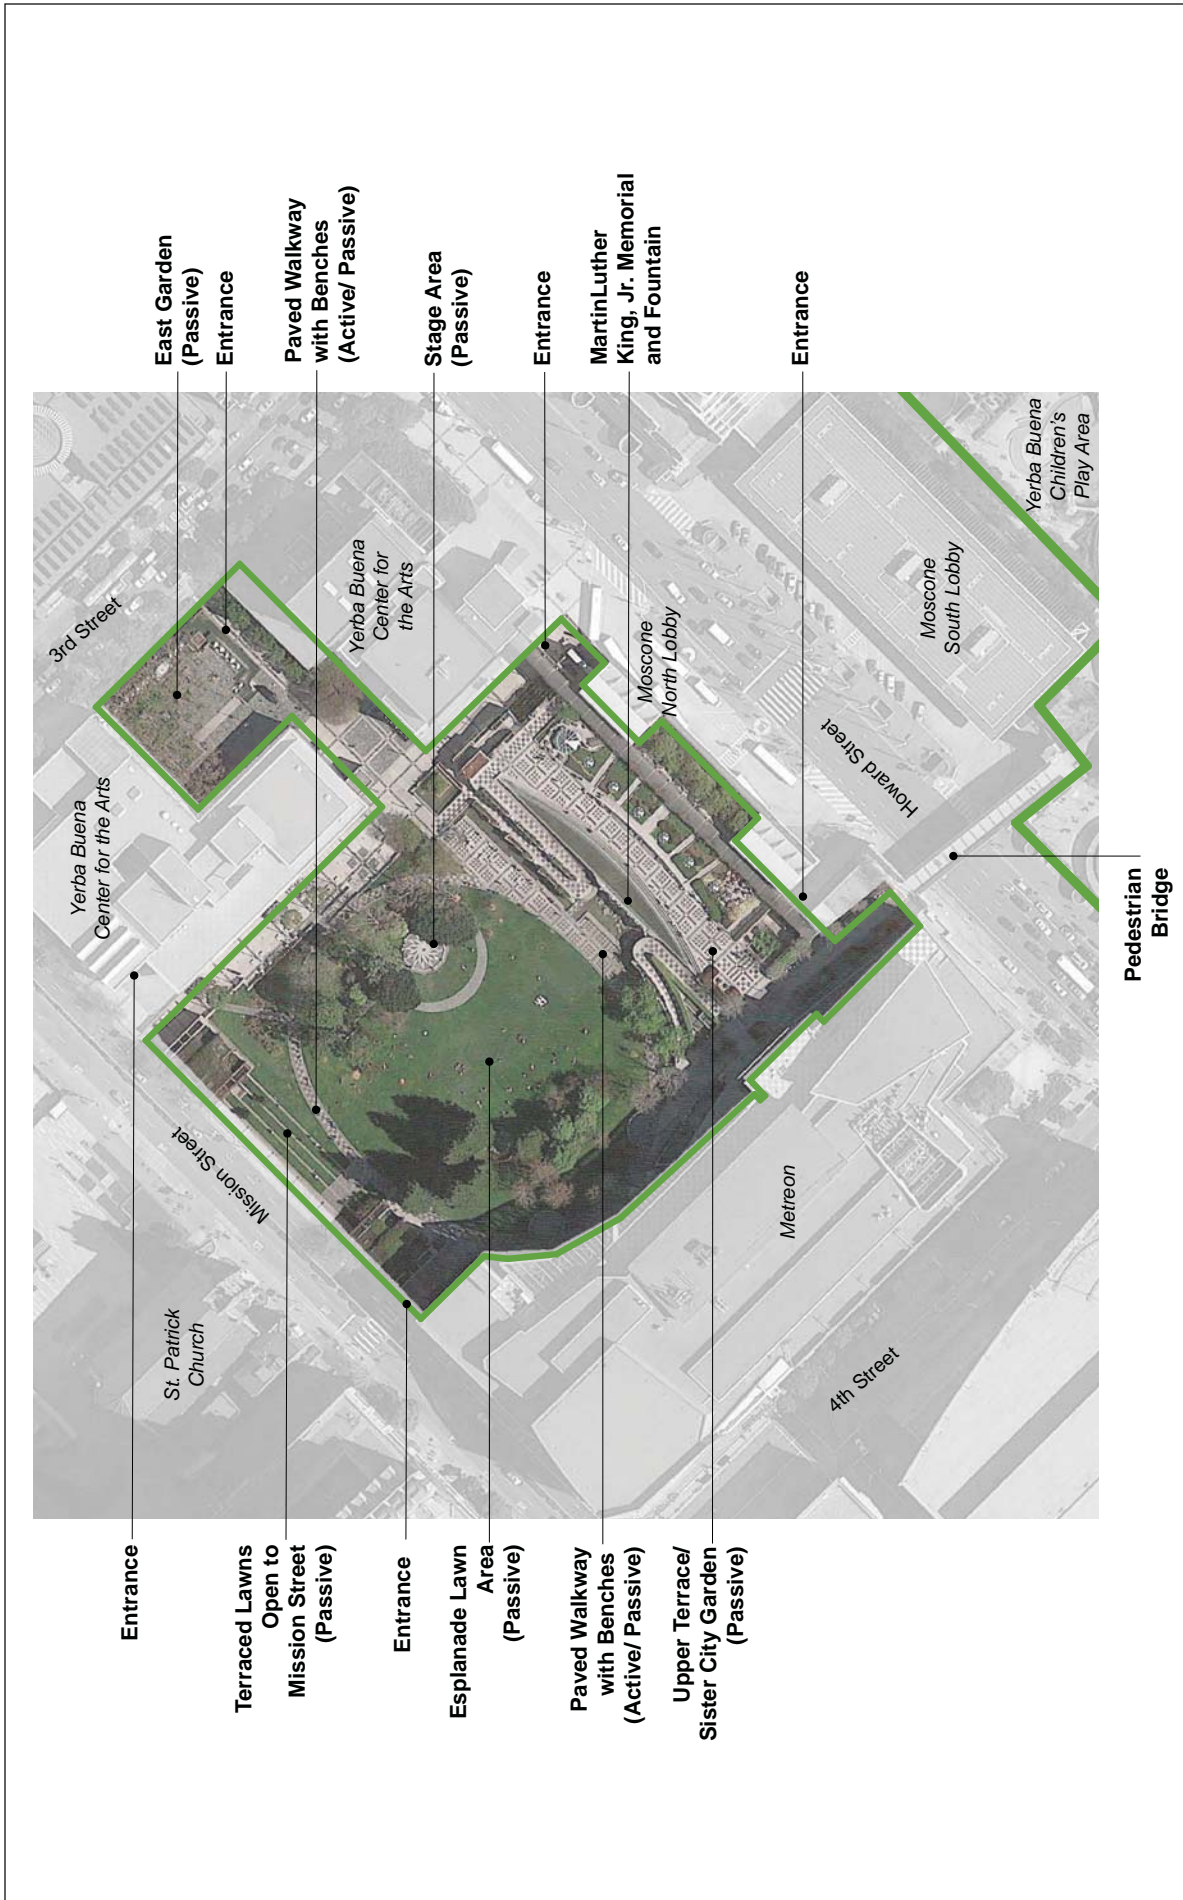 Entrance
Terraced Lawns
Open to
Mission Street
(Passive)
Entrance
Esplanade Lawn
Area
(Passive)
Paved Walkway
with Benches
(Active/ Passive)
Upper Terrace/
Sister City Garden
(Passive)
East Garden
(Passive)
Entrance
Paved Walkway
with Benches
(Active/ Passive)
Stage Area
(Passive)
Entrance
MartinLuther
King, Jr. Memorial
and Fountain
Entrance
Pedestrian
Bridge
St. Patrick
Church
Mission Street
Yerba Buena
Center for the Arts
3rd Street
Yerba Buena
Center for
the Arts
Moscone
North Lobby
Howard Street
Moscone
South Lobby
Yerba Buena
Children's
Play Area
Metreon
4th Street